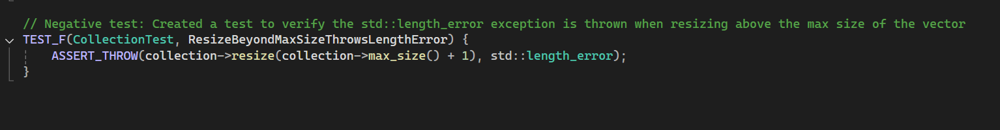 // Negative test: Created a test to verify the std::length_error exception is thrown when resizing above the max size of the vector
TEST_F(CollectionTest, ResizeBeyondMaxSizeThrowsLengthError) {
    ASSERT_THROW(collection->resize(collection->max_size() + 1), std::length_error);
}